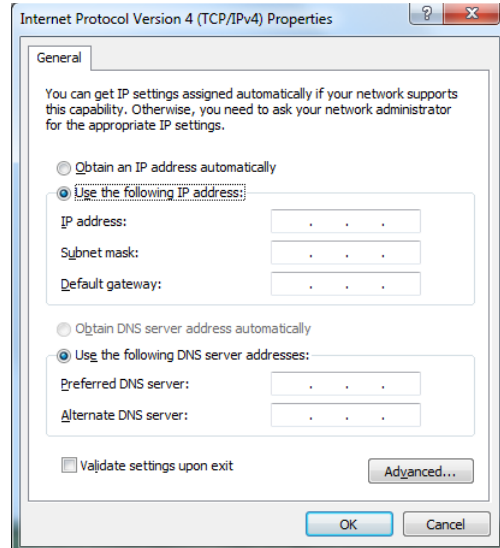 Internet Protocol Version 4 (TCP/IPv4) Properties
? X
General
You can get IP settings assigned automatically if your network supports
this capability. Otherwise, you need to ask your network administrator
for the appropriate IP settings.
Obtain an IP address automatically
Use the following IP address:
IP address: . . .
Subnet mask: . . .
Default gateway: . . .
Obtain DNS server address automatically
Use the following DNS server addresses:
Preferred DNS server: . . .
Alternate DNS server: . . .
Validate settings upon exit
Advanced...
OK Cancel